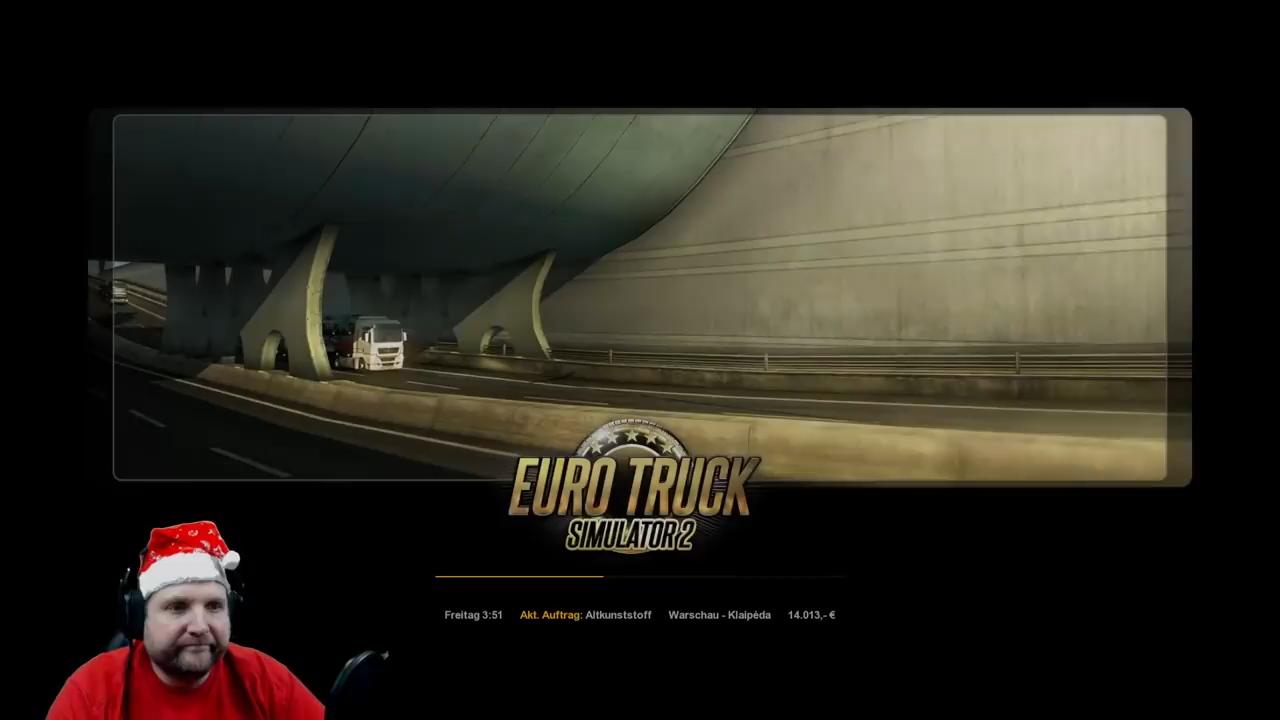 EURO TRUCK
SIMULATOR 2
Freitag 3:51 Akt. Auftrag: Altkunststoff Warschau - Klaipėda 14.013,- €